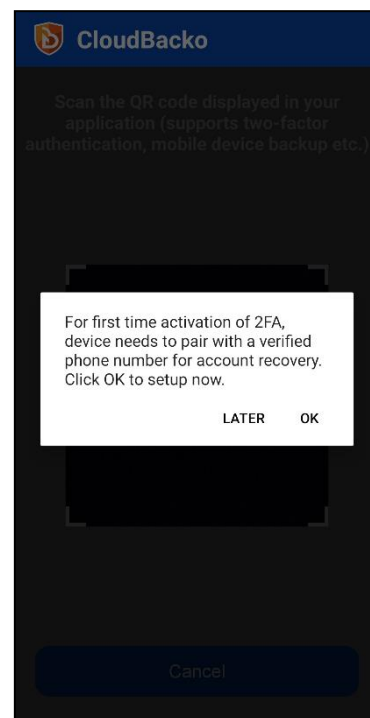 CloudBacko
Scan the QR code displayed in your
application (supports two-factor
authentication, mobile device backup etc.)
For first time activation of 2FA,
device needs to pair with a verified
phone number for account recovery.
Click OK to setup now.
LATER OK
Cancel